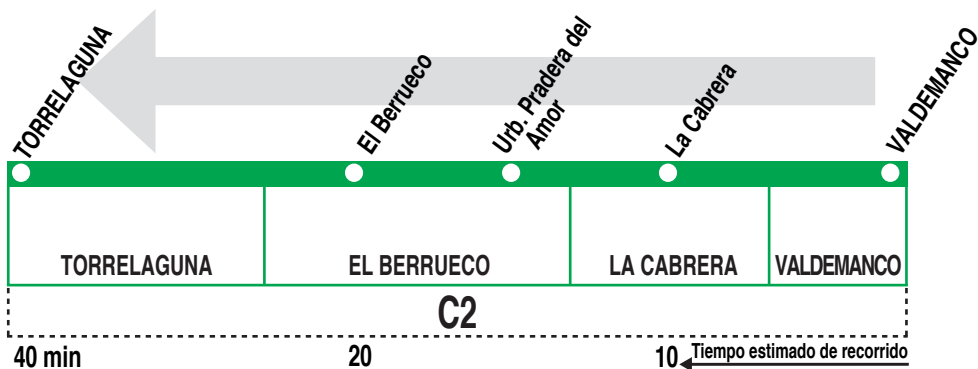 TORRELAGUNA
El Berrueco
Urb. Pradera del
Amor
La Cabrera
VALDEMANCO
TORRELAGUNA
EL BERRUECO
LA CABRERA
VALDEMANCO
C2
40 min
20
10
Tiempo estimado de recorrido